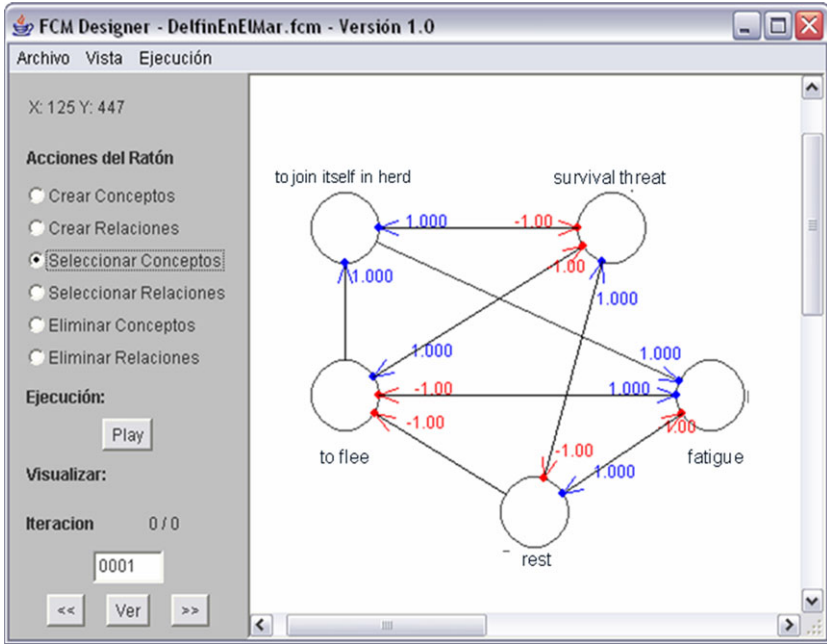 FCM Designer - DelfinEnElMar.fcm - Versión 1.0
Archivo Vista Ejecución
X: 125 Y: 447
Acciones del Ratón
Crear Conceptos
Crear Relaciones
Seleccionar Conceptos
Seleccionar Relaciones
Eliminar Conceptos
Eliminar Relaciones
Ejecución:
Play
Visualizar:
Iteracion 0 / 0
0001
<< Ver >>
to join itself in herd
survival threat
1.000
-1.00
1.00
1.000
1.000
1.000
1.000
-1.00
1.000
-1.00
1.00
to flee
fatigue
-1.00
1.000
rest